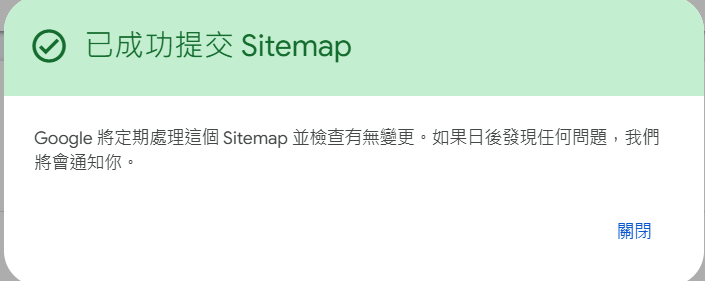 已成功提交 Sitemap
Google 將定期處理這個 Sitemap 並檢查有無變更。如果日後發現任何問題，我們
將會通知你。
關閉